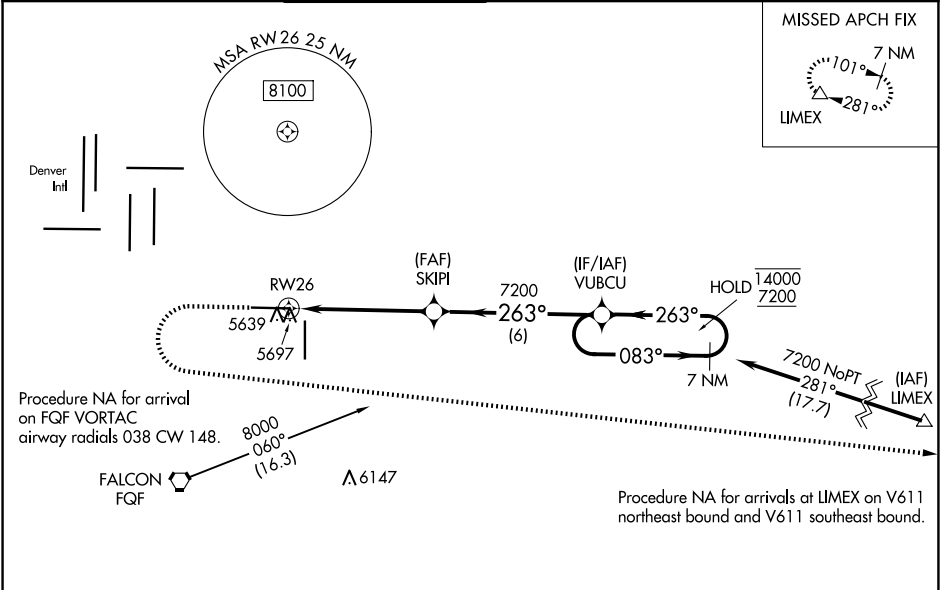 MISSED APCH FIX
7 NM
101°
281°
LIMEX
MSA RW26 25 NM
8100
Denver
Intl
RW26
5639
5697
(FAF)
SKIPI
7200
263°
(6)
(IF/IAF)
VUBCU
HOLD
14000
7200
263°
083°
7 NM
7200 NoPT
281°
(17.7)
(IAF)
LIMEX
Procedure NA for arrival
on FQF VORTAC
airway radials 038 CW 148.
8000
060°
(16.3)
FALCON
FQF
6147
Procedure NA for arrivals at LIMEX on V611
northeast bound and V611 southeast bound.